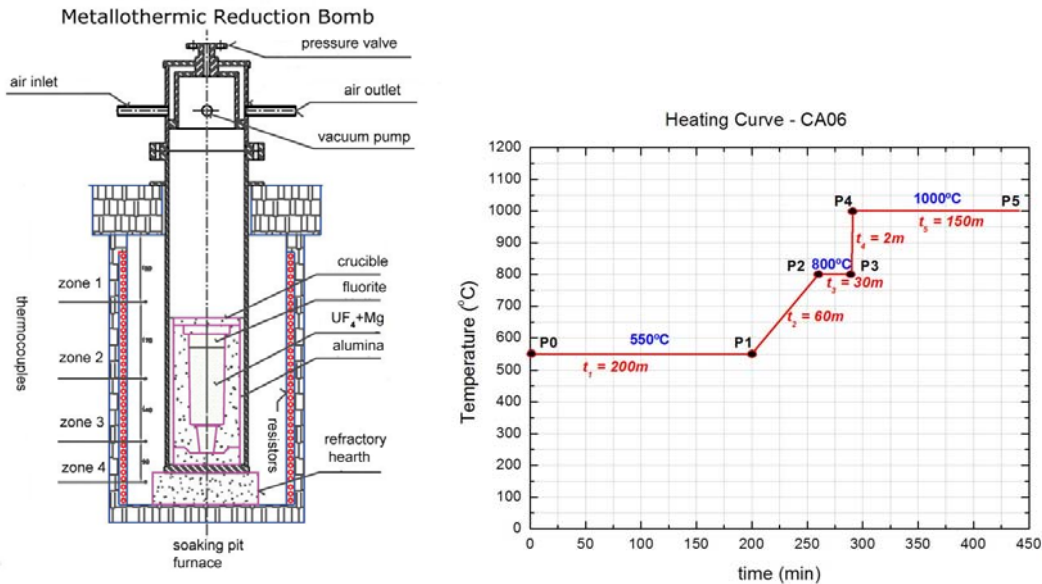 Metallothermic Reduction Bomb
pressure valve
air inlet
air outlet
vacuum pump
crucible
fluorite
UF₄+Mg
alumina
zone 1
zone 2
zone 3
zone 4
thermocouples
resistors
refractory
hearth
soaking pit
furnace
Heating Curve - CA06
Temperature (°C)
1200
1100
1000
900
800
700
600
500
400
300
200
100
0
P0
550ºC
P1
t₁ = 200m
t₂ = 60m
P2
800ºC
P3
t₃ = 30m
t₄ = 2m
P4
1000ºC
P5
t₅ = 150m
0 50 100 150 200 250 300 350 400 450
time (min)